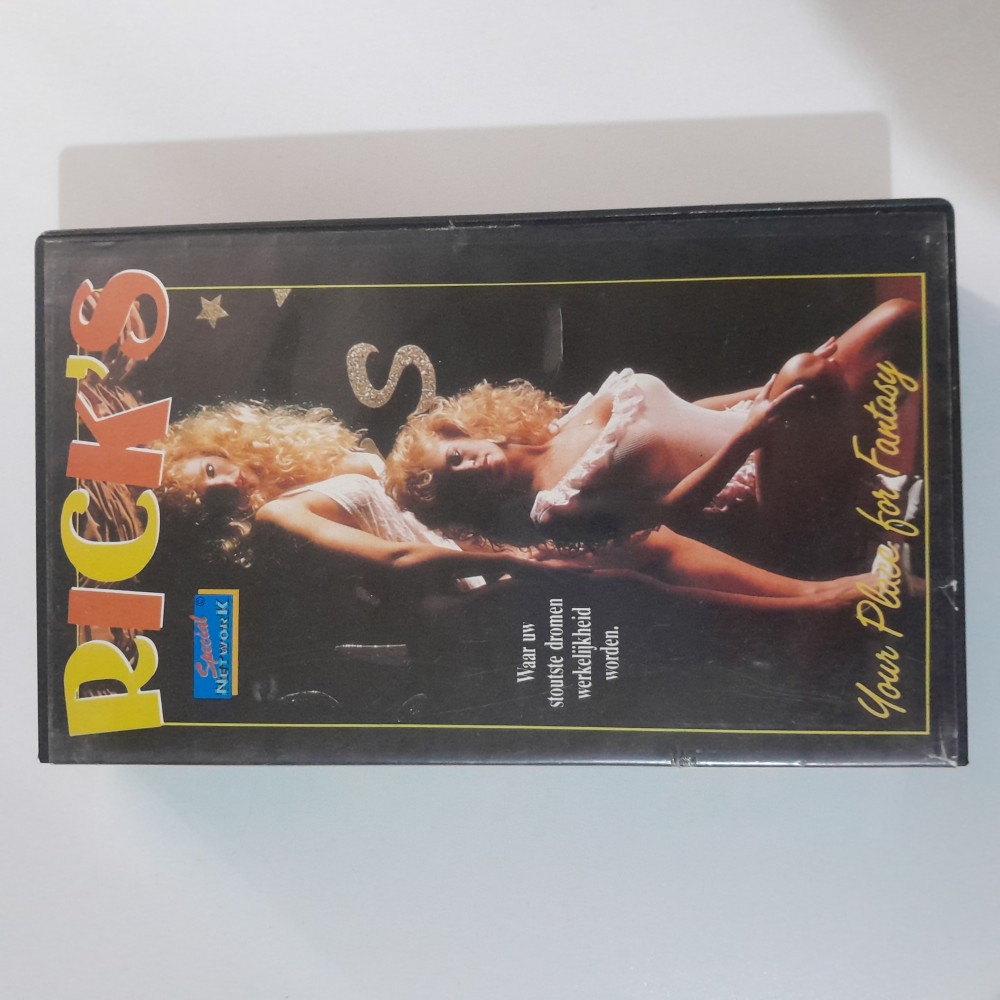 RICK'S
Special ©
NETWORK
Waar uw
stoutste dromen
werkelijkheid
worden.
Your Place for Fantasy